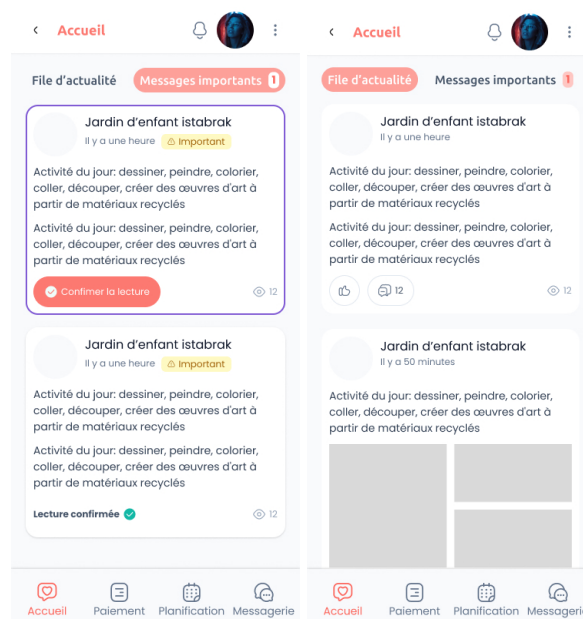 Accueil
File d'actualité
Messages importants 1
Jardin d'enfant istabrak
Il y a une heure
Important
Activité du jour: dessiner, peindre, colorier,
coller, découper, créer des œuvres d'art à
partir de matériaux recyclés
Activité du jour: dessiner, peindre, colorier,
coller, découper, créer des œuvres d'art à
partir de matériaux recyclés
Confimer la lecture
12
Jardin d'enfant istabrak
Il y a une heure
Important
Activité du jour: dessiner, peindre, colorier,
coller, découper, créer des œuvres d'art à
partir de matériaux recyclés
Activité du jour: dessiner, peindre, colorier,
coller, découper, créer des œuvres d'art à
partir de matériaux recyclés
Lecture confirmée
12
Accueil
Paiement
Planification
Messagerie
Accueil
File d'actualité
Messages importants 1
Jardin d'enfant istabrak
Il y a une heure
Activité du jour: dessiner, peindre, colorier,
coller, découper, créer des œuvres d'art à
partir de matériaux recyclés
Activité du jour: dessiner, peindre, colorier,
coller, découper, créer des œuvres d'art à
partir de matériaux recyclés
12
12
Jardin d'enfant istabrak
Il y a 50 minutes
Activité du jour: dessiner, peindre, colorier,
coller, découper, créer des œuvres d'art à
partir de matériaux recyclés
Accueil
Paiement
Planification
Messageri